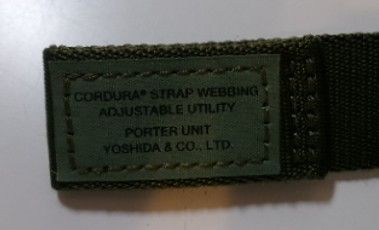 CORDURA® STRAP WEBBING
ADJUSTABLE UTILITY
PORTER UNIT
YOSHIDA & CO., LTD.